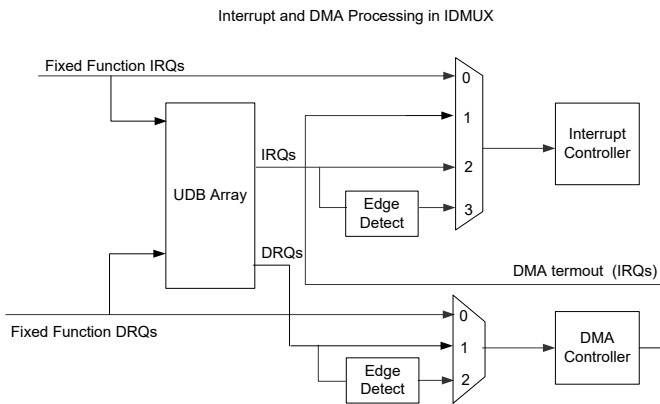 Interrupt and DMA Processing in IDMUX
Fixed Function IRQs
0
1
Interrupt
Controller
IRQs
2
UDB Array
Edge
Detect
3
DRQs
DMA termout (IRQs)
Fixed Function DRQs
0
1
DMA
Controller
Edge
Detect
2